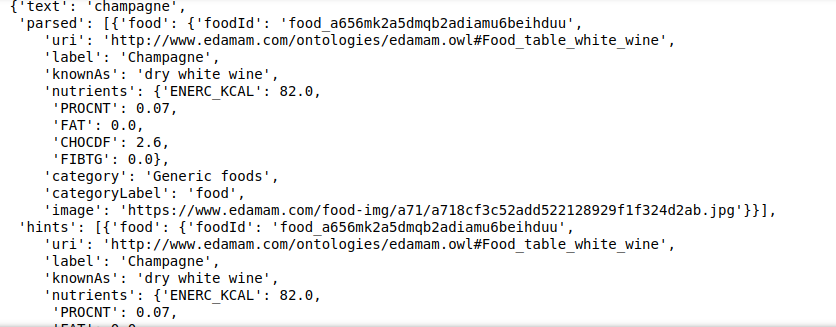 {'text': 'champagne',
 'parsed': [{'food': {'foodId': 'food_a656mk2a5dmqb2adiamu6beihduu',
    'uri': 'http://www.edamam.com/ontologies/edamam.owl#Food_table_white_wine',
    'label': 'Champagne',
    'knownAs': 'dry white wine',
    'nutrients': {'ENERC_KCAL': 82.0,
     'PROCNT': 0.07,
     'FAT': 0.0,
     'CHOCDF': 2.6,
     'FIBTG': 0.0},
    'category': 'Generic foods',
    'categoryLabel': 'food',
    'image': 'https://www.edamam.com/food-img/a71/a718cf3c52add522128929f1f324d2ab.jpg'}}],
 'hints': [{'food': {'foodId': 'food_a656mk2a5dmqb2adiamu6beihduu',
    'uri': 'http://www.edamam.com/ontologies/edamam.owl#Food_table_white_wine',
    'label': 'Champagne',
    'knownAs': 'dry white wine',
    'nutrients': {'ENERC_KCAL': 82.0,
     'PROCNT': 0.07,